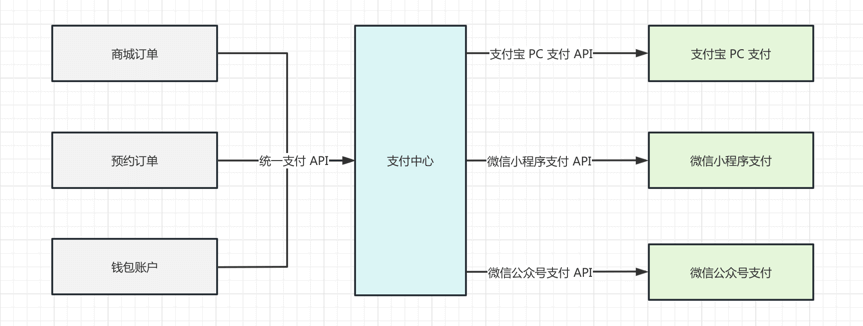 商城订单
支付宝 PC 支付 API
支付宝 PC 支付
预约订单
统一支付 API
支付中心
微信小程序支付 API
微信小程序支付
钱包账户
微信公众号支付 API
微信公众号支付